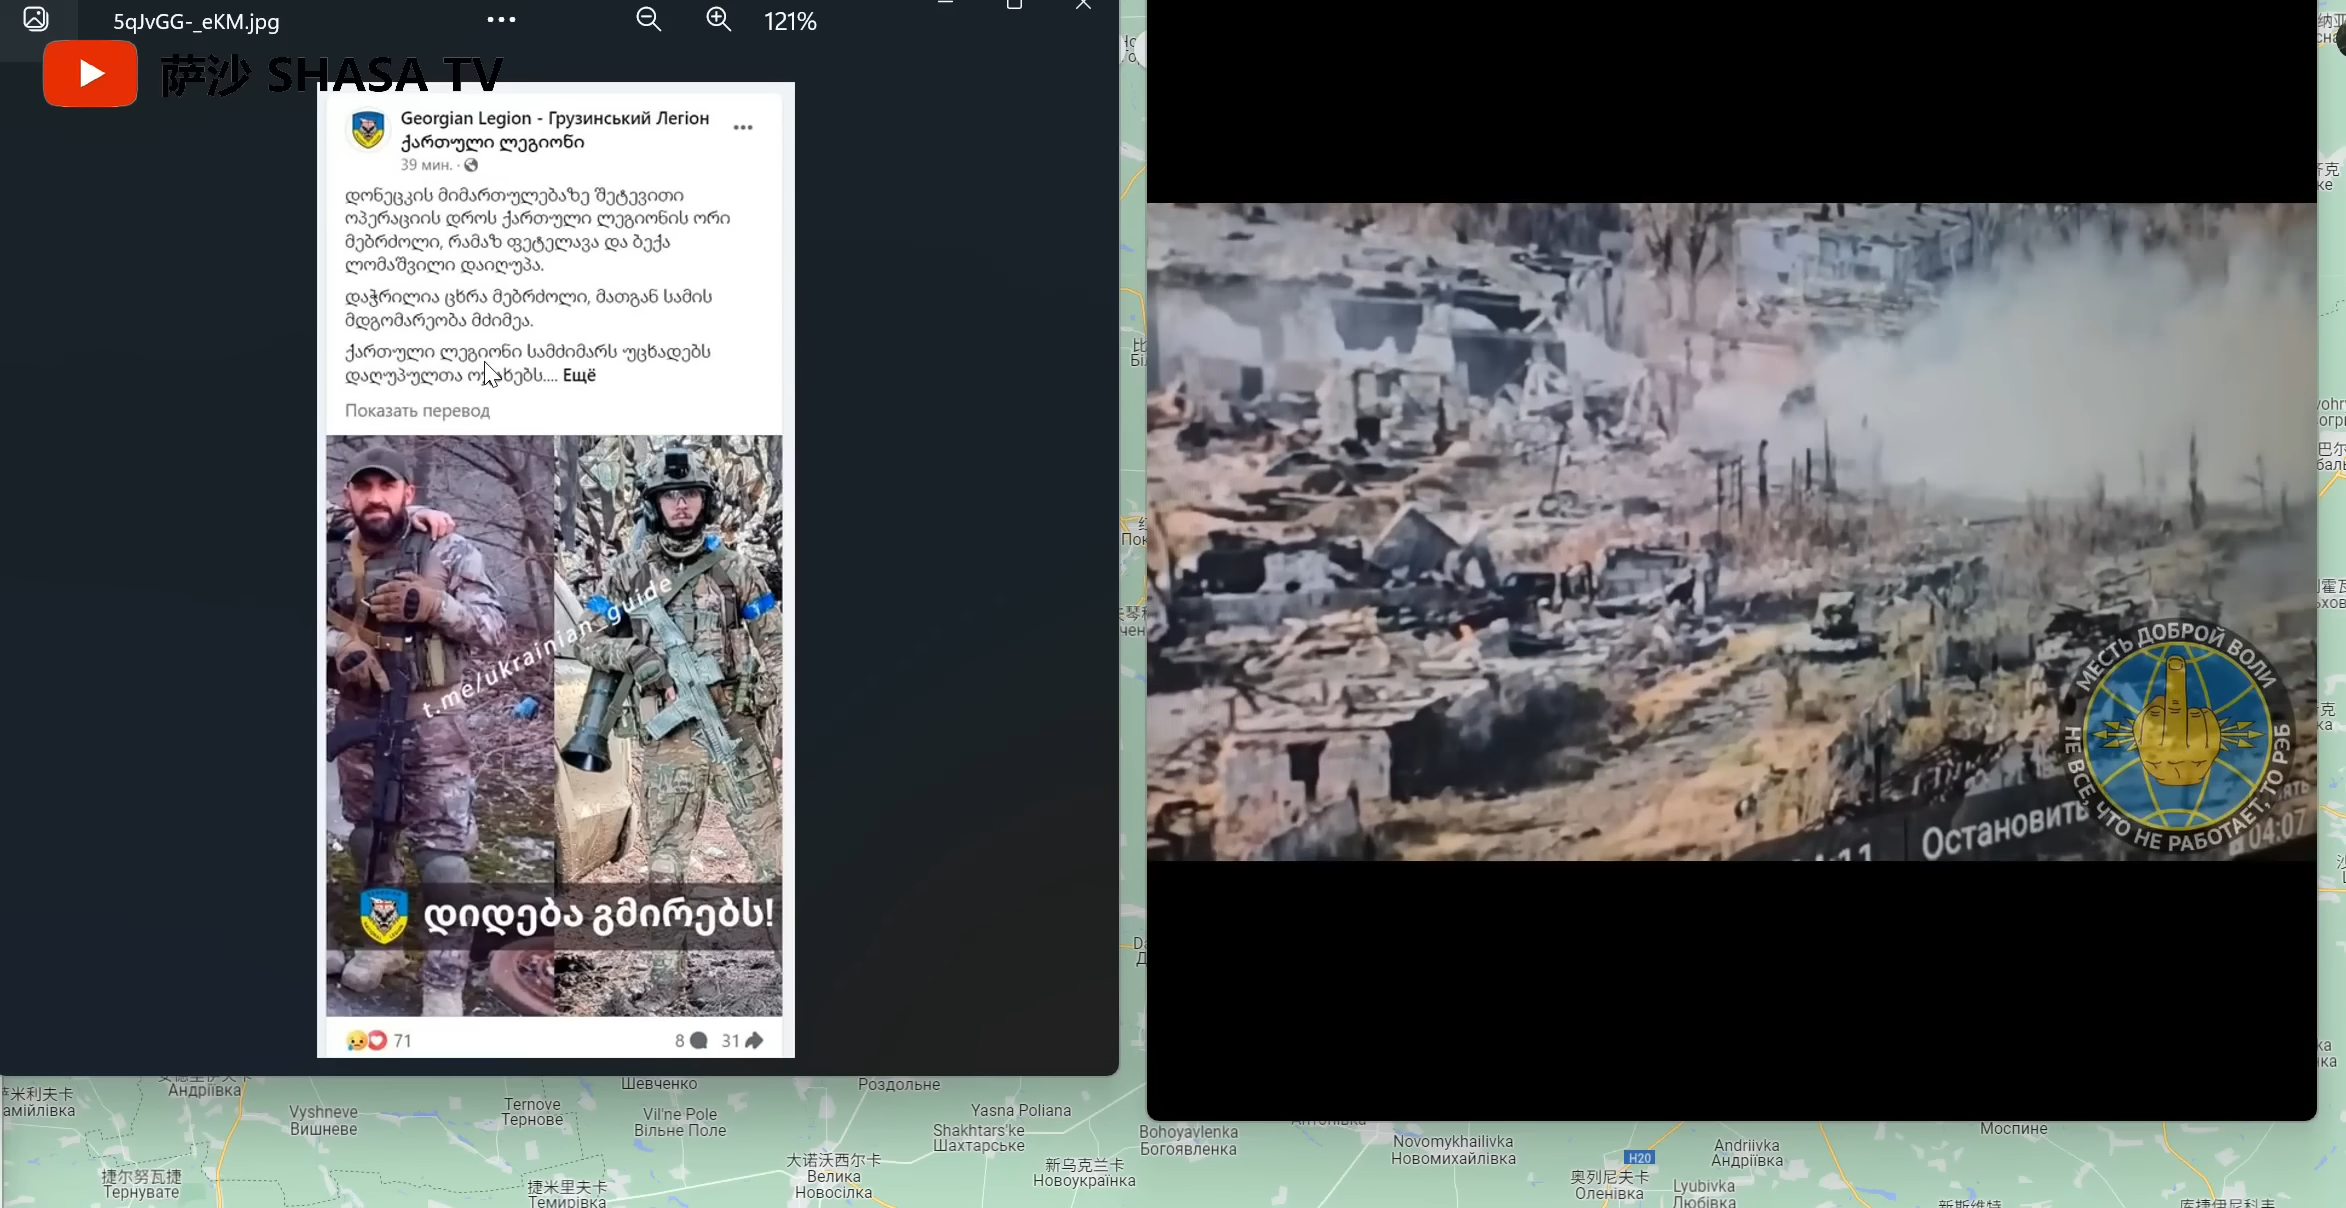 5qJvGG-_eKM.jpg
121%
萨沙 SHASA TV
Georgian Legion - Грузинський Легіон
ქართული ლეგიონი
39 мин.
დონეცკის მიმართულებაზე შეტევითი
ოპერაციის დროს ქართული ლეგიონის ორი
მებრძოლი, რამაზ ფეტელავა და ბექა
ლომაშვილი დაიღუპა.
დაჭრილია ცხრა მებრძოლი, მათგან სამის
მდგომარეობა მძიმეა.
ქართული ლეგიონი სამძიმარს უცხადებს
დაღუპულთა .... Ещё
Показать перевод
t.me/ukrainian_guide
დიდება გმირებს!
71
8
31
МЕСТЬ ДОБРОЙ ВОЛИ
НЕ ВСЕ, ЧТО НЕ РАБОТАЕТ, ТО РЭБ
Остановить
04:07
Андріївка
Vyshneve
Вишневе
Ternove
Тернове
Шевченко
Vil'ne Pole
Вільне Поле
Роздольне
Yasna Poliana
Shakhtars'ke
Шахтарське
Bohoyavlenka
Богоявленка
Novomykhailivka
Новомихайлівка
H20
Andriivka
Андріївка
Моспине
捷尔努瓦捷
Тернувате
捷米里夫卡
Темирівка
大诺沃西尔卡
Велика
Новосілка
新乌克兰卡
Новоукраїнка
奥列尼夫卡
Оленівка
Lyubivka
Любівка